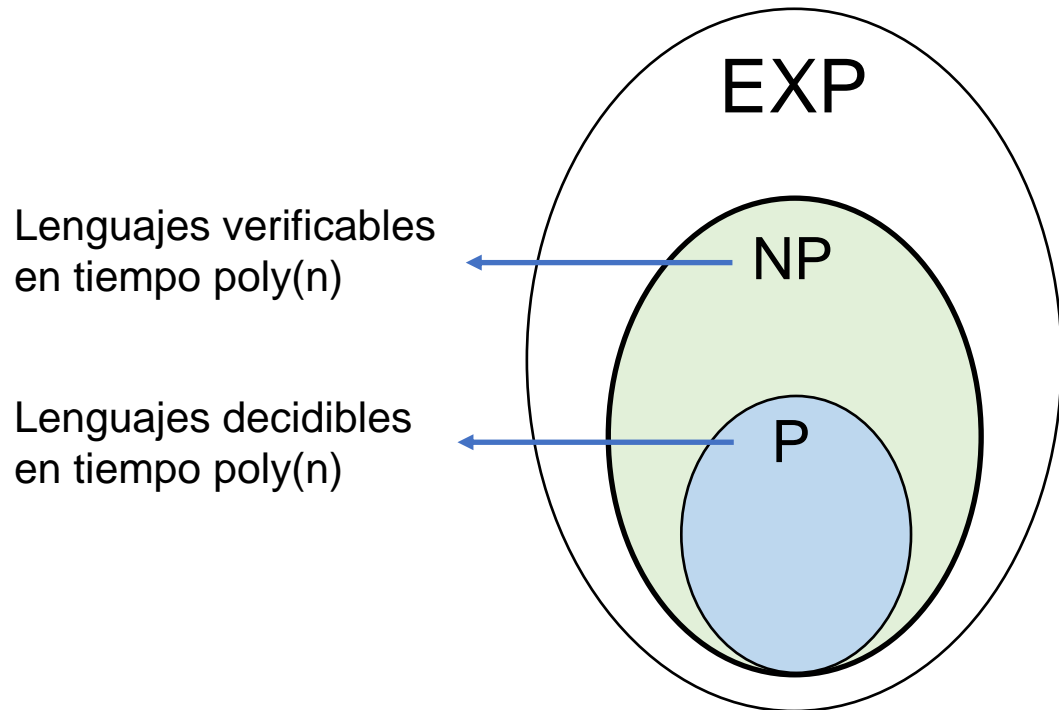 EXP
Lenguajes verificables
en tiempo poly(n)
NP
Lenguajes decidibles
en tiempo poly(n)
P